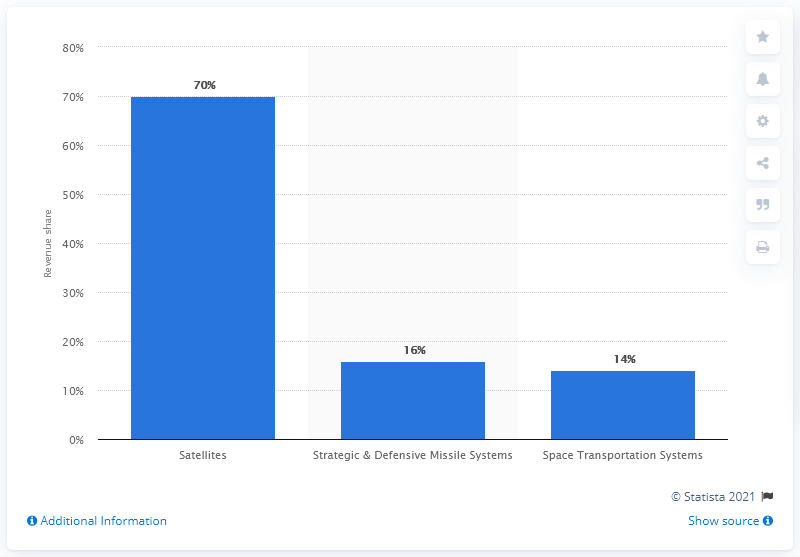 80%
70%
60%
50%
40%
30%
20%
10%
0%
Revenue share
70%
16%
14%
Satellites
Strategic & Defensive Missile Systems
Space Transportation Systems
© Statista 2021
Additional Information
Show source